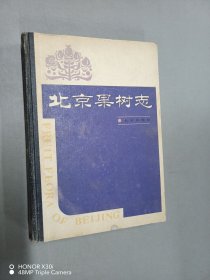 北京果树志
FRUIT FLORA OF BEIJING
HONOR X30i
48MP Triple Camera